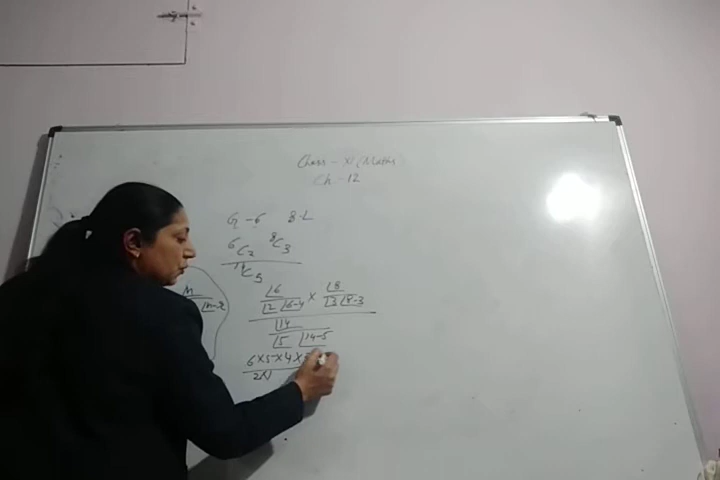 Class - XI (Maths)
Ch. - 12
G - 6 B - L
⁶C₂ ⁸C₃
¹⁴C₅
⌊6 / ⌊2 ⌊6-4 × ⌊8 / ⌊3 ⌊8-3
⌊14
⌊5 ⌊14-5
6×5×4×
2×1
⌊n-r